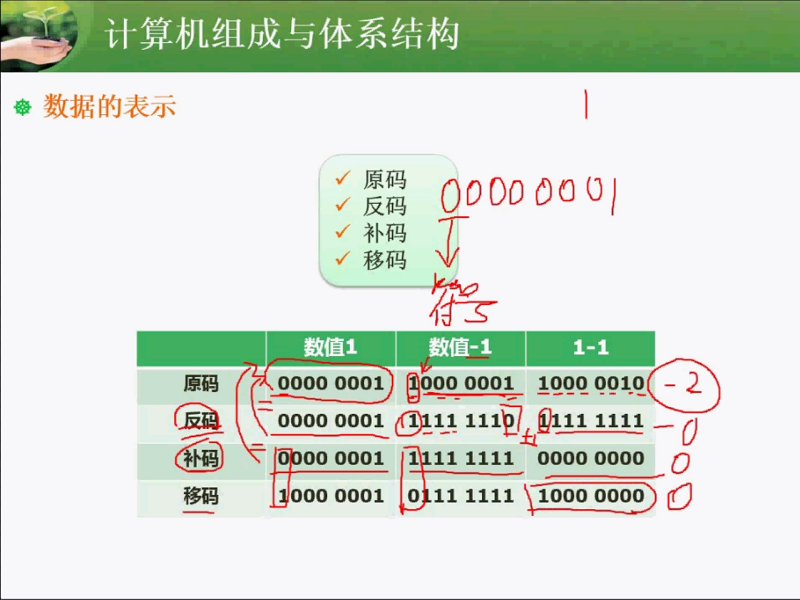 计算机组成与体系结构
数据的表示
1
原码
反码
补码
移码
00000001
符号
数值1 数值-1 1-1
原码 0000 0001 1000 0001 1000 0010 -2
反码 0000 0001 1111 1110 1111 1111 -0
+1
补码 0000 0001 1111 1111 0000 0000 0
移码 1000 0001 0111 1111 1000 0000 0